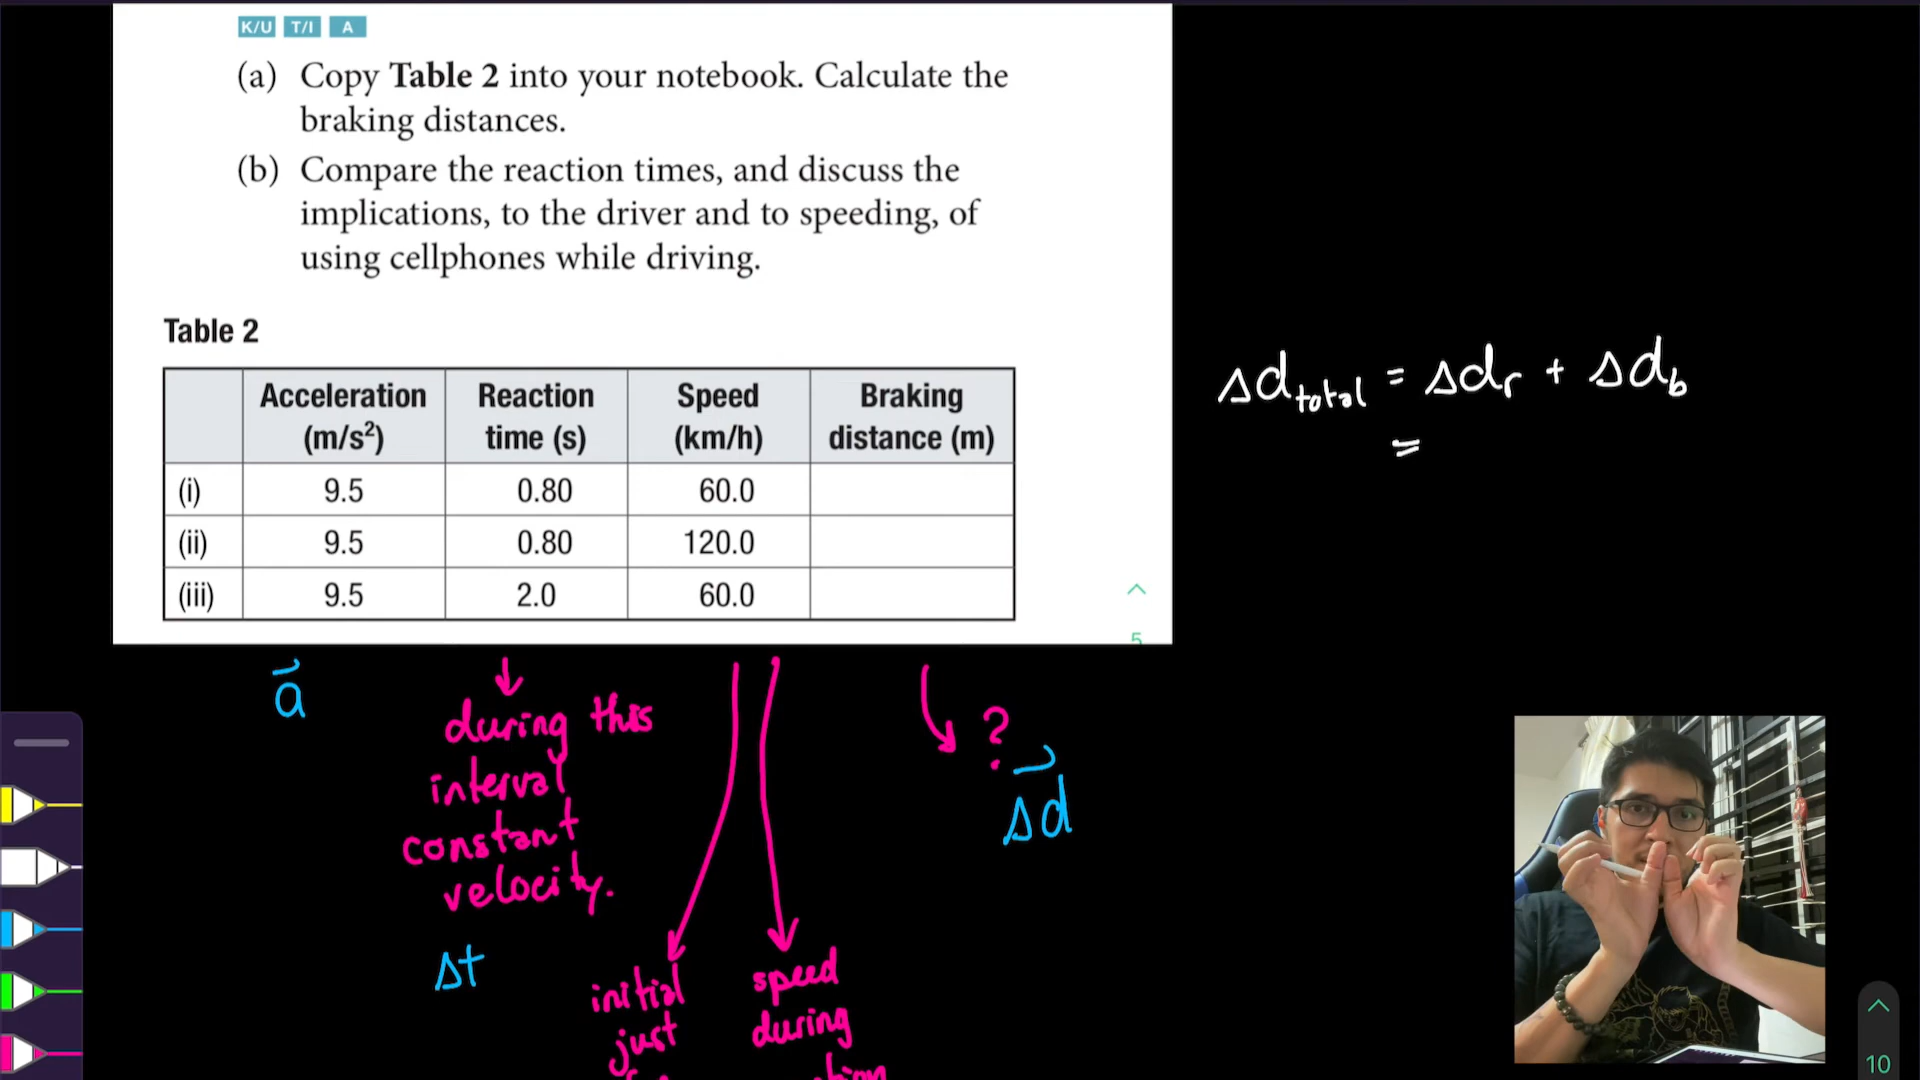 K/U T/I A
(a) Copy Table 2 into your notebook. Calculate the
braking distances.
(b) Compare the reaction times, and discuss the
implications, to the driver and to speeding, of
using cellphones while driving.
Table 2
Acceleration (m/s²) Reaction time (s) Speed (km/h) Braking distance (m)
(i) 9.5 0.80 60.0
(ii) 9.5 0.80 120.0
(iii) 9.5 2.0 60.0
5
Δd_total = Δd_r + Δd_b
=
a⃗
during this
interval
constant
velocity.
Δt
initial
just
speed
during
?
Δd⃗
10